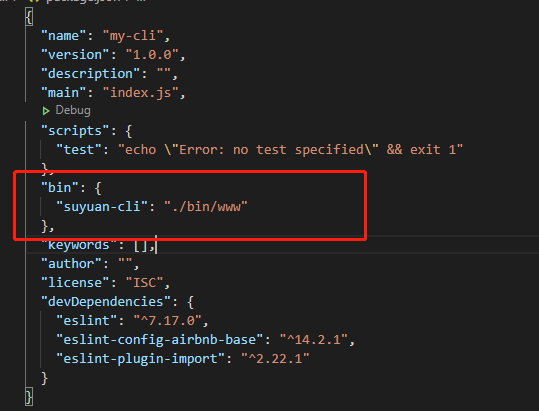 {
"name": "my-cli",
"version": "1.0.0",
"description": "",
"main": "index.js",
Debug
"scripts": {
"test": "echo \"Error: no test specified\" && exit 1"
},
"bin": {
"suyuan-cli": "./bin/www"
},
"keywords": [],
"author": "",
"license": "ISC",
"devDependencies": {
"eslint": "^7.17.0",
"eslint-config-airbnb-base": "^14.2.1",
"eslint-plugin-import": "^2.22.1"
}
}